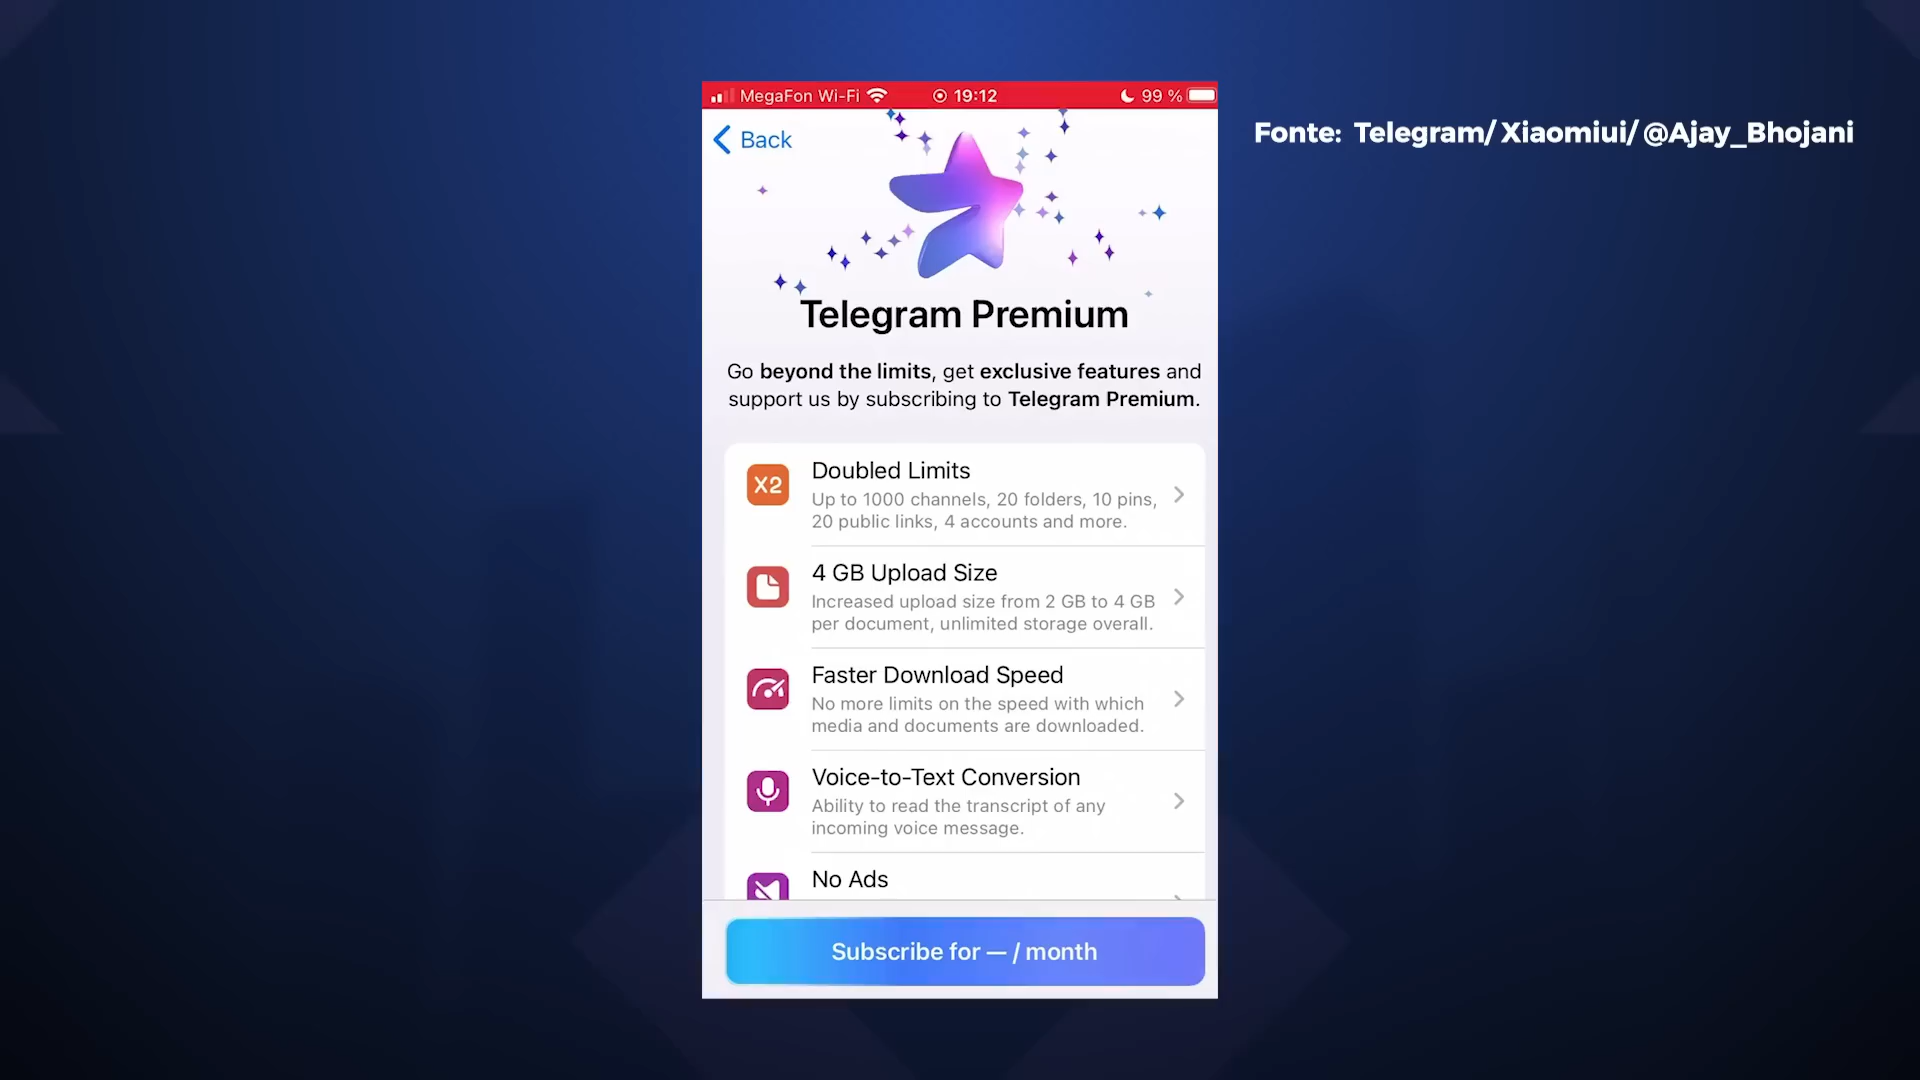 MegaFon Wi-Fi 19:12 99 %
Fonte: Telegram/ Xiaomiui/ @Ajay_Bhojani
Back
Telegram Premium
Go beyond the limits, get exclusive features and
support us by subscribing to Telegram Premium.
X2
Doubled Limits
Up to 1000 channels, 20 folders, 10 pins,
20 public links, 4 accounts and more.
4 GB Upload Size
Increased upload size from 2 GB to 4 GB
per document, unlimited storage overall.
Faster Download Speed
No more limits on the speed with which
media and documents are downloaded.
Voice-to-Text Conversion
Ability to read the transcript of any
incoming voice message.
No Ads
Subscribe for — / month